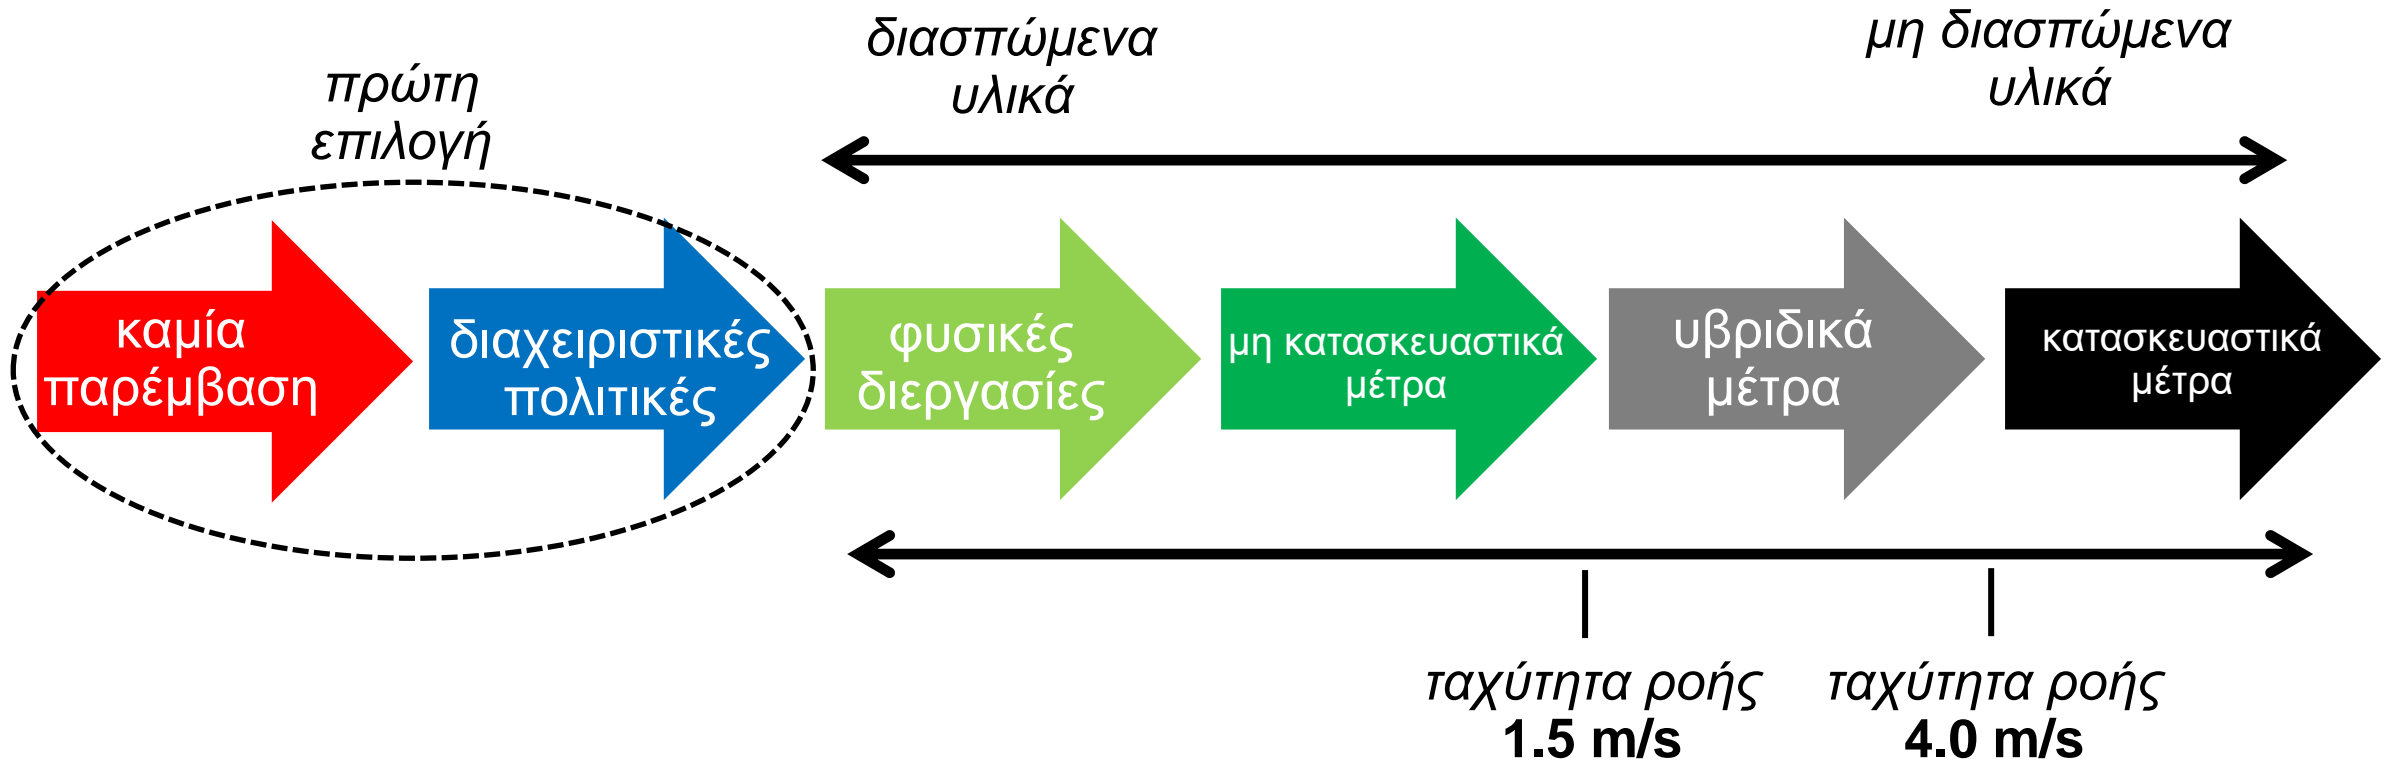 πρώτη
επιλογή
διασπώμενα
υλικά
μη διασπώμενα
υλικά
καμία
παρέμβαση
διαχειριστικές
πολιτικές
φυσικές
διεργασίες
μη κατασκευαστικά
μέτρα
υβριδικά
μέτρα
κατασκευαστικά
μέτρα
ταχύτητα ροής
1.5 m/s
ταχύτητα ροής
4.0 m/s